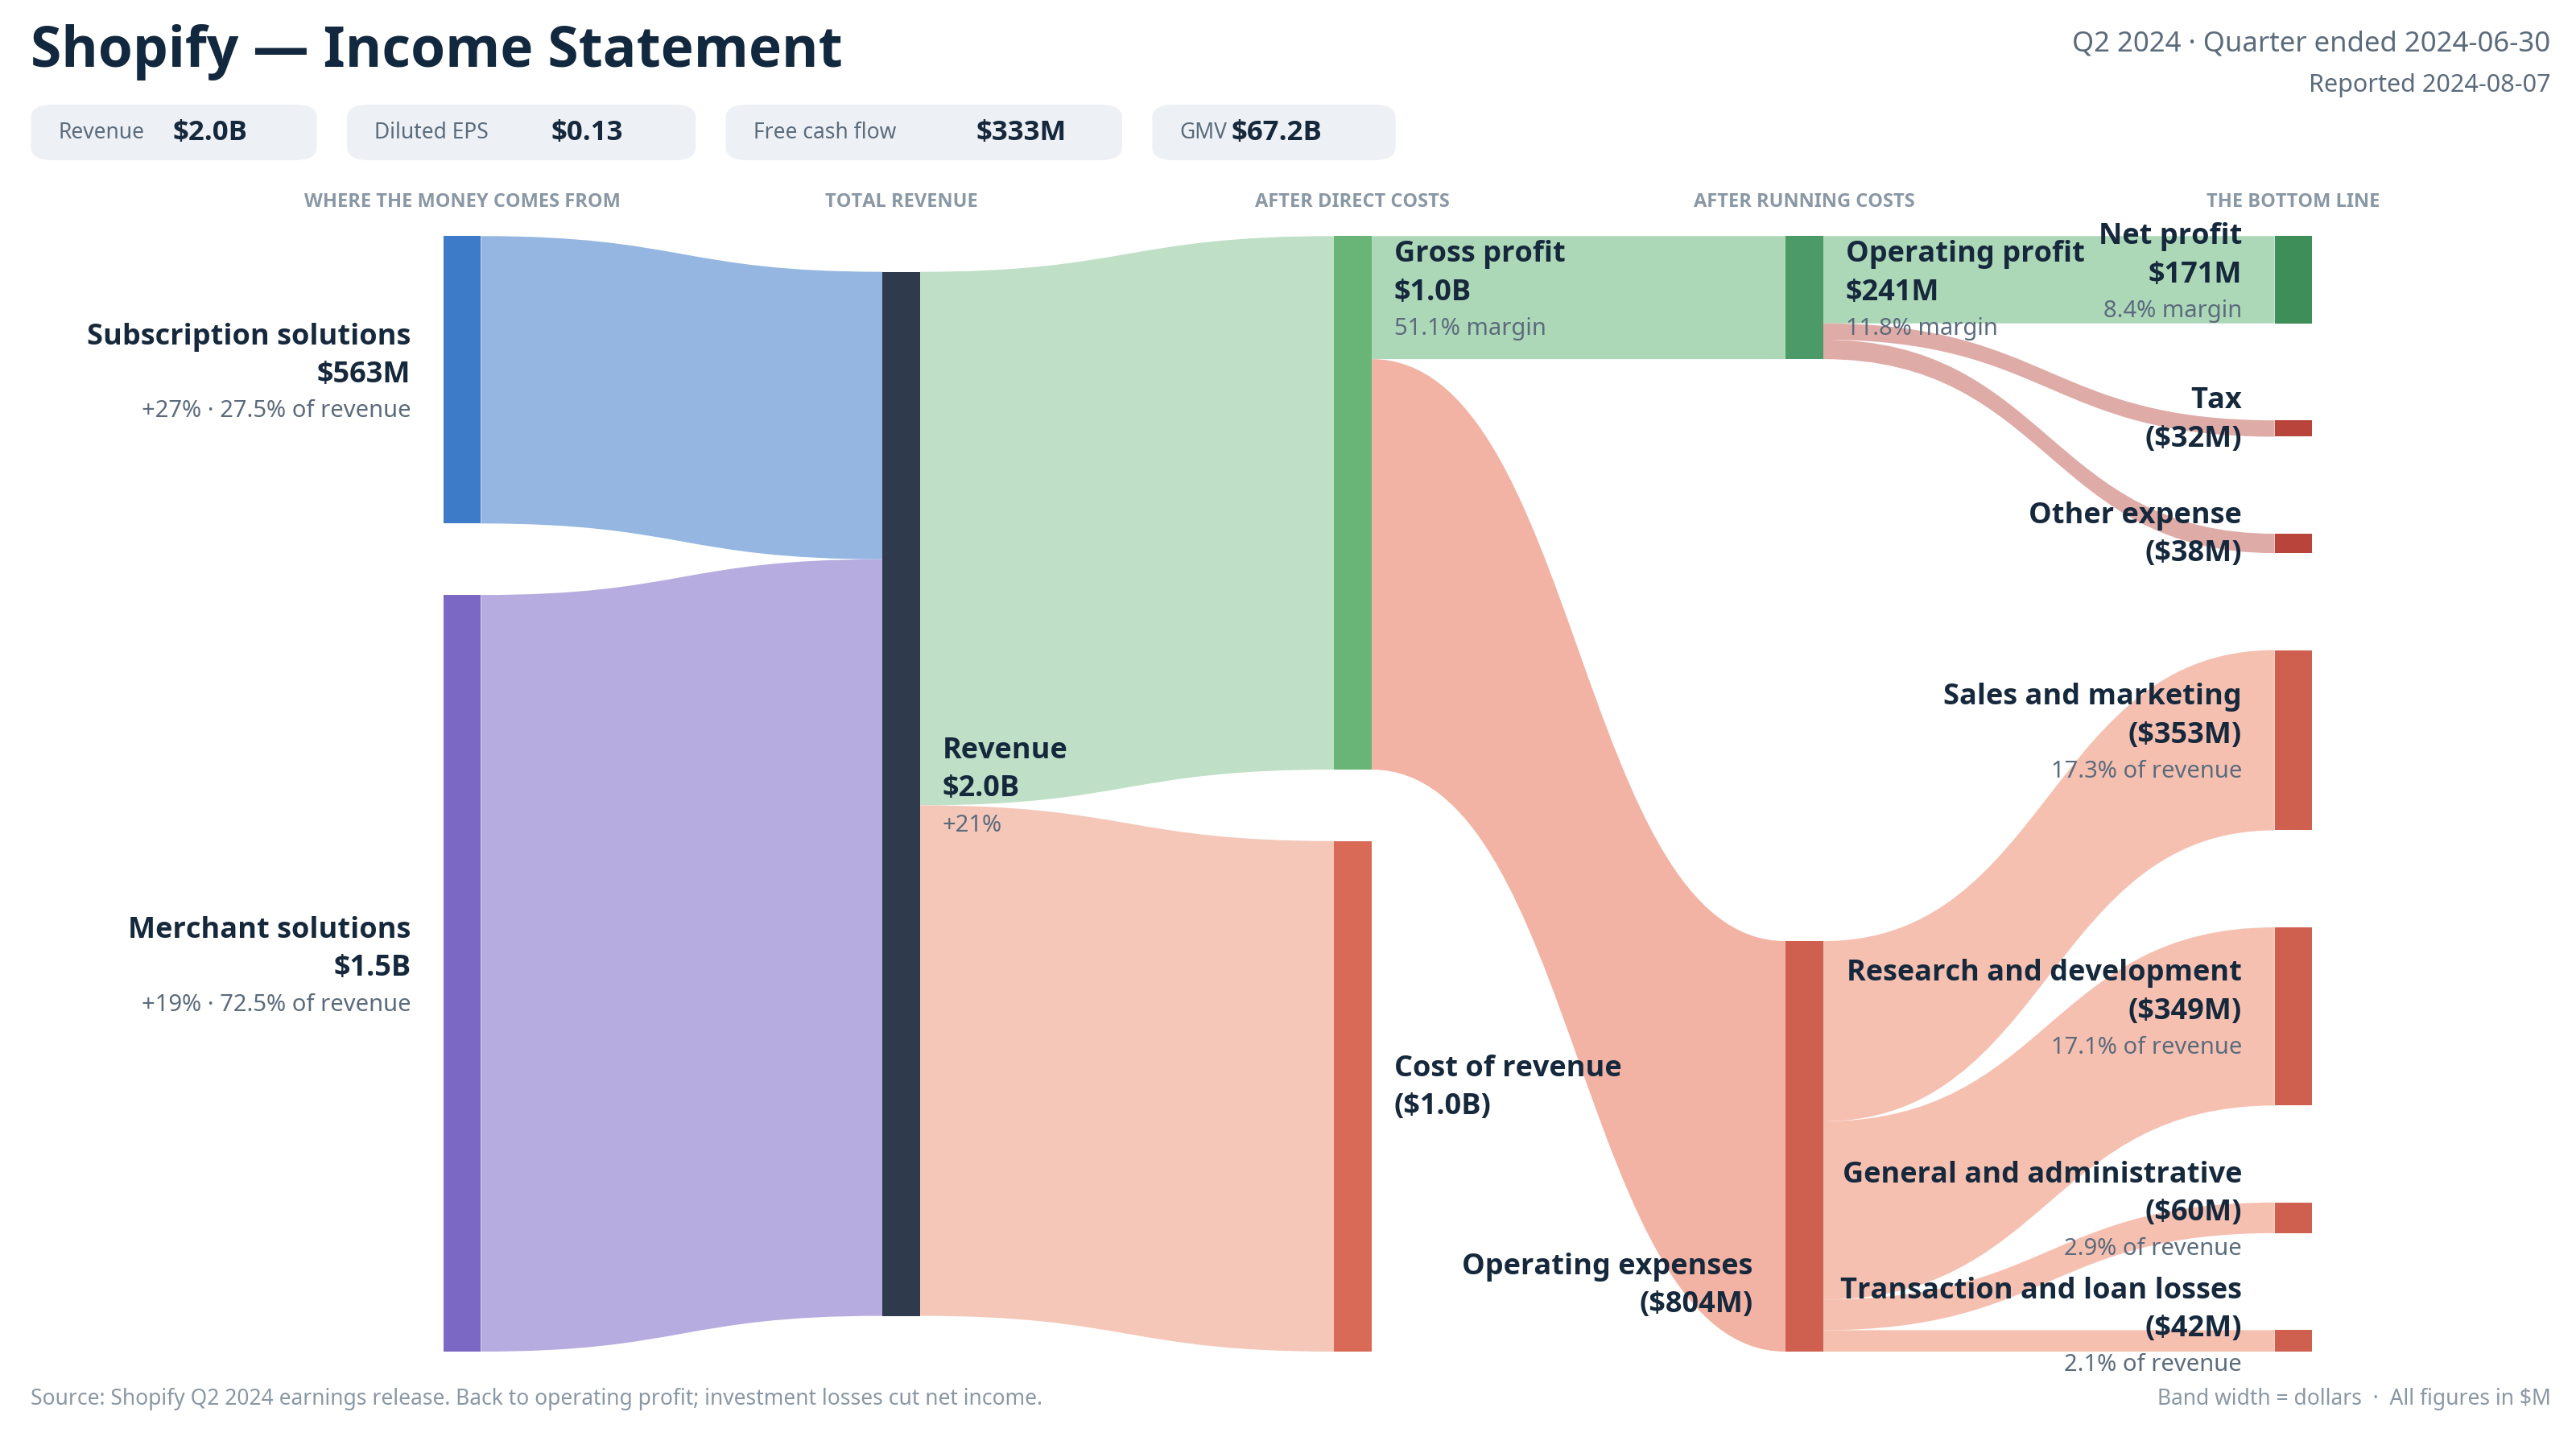 Shopify — Income Statement
Q2 2024 · Quarter ended 2024-06-30
Reported 2024-08-07
Revenue $2.0B
Diluted EPS $0.13
Free cash flow $333M
GMV $67.2B
WHERE THE MONEY COMES FROM
TOTAL REVENUE
AFTER DIRECT COSTS
AFTER RUNNING COSTS
THE BOTTOM LINE
Subscription solutions
$563M
+27% · 27.5% of revenue
Merchant solutions
$1.5B
+19% · 72.5% of revenue
Revenue
$2.0B
+21%
Gross profit
$1.0B
51.1% margin
Cost of revenue
($1.0B)
Operating profit
$241M
11.8% margin
Operating expenses
($804M)
Net profit
$171M
8.4% margin
Tax
($32M)
Other expense
($38M)
Sales and marketing
($353M)
17.3% of revenue
Research and development
($349M)
17.1% of revenue
General and administrative
($60M)
2.9% of revenue
Transaction and loan losses
($42M)
2.1% of revenue
Source: Shopify Q2 2024 earnings release. Back to operating profit; investment losses cut net income.
Band width = dollars · All figures in $M